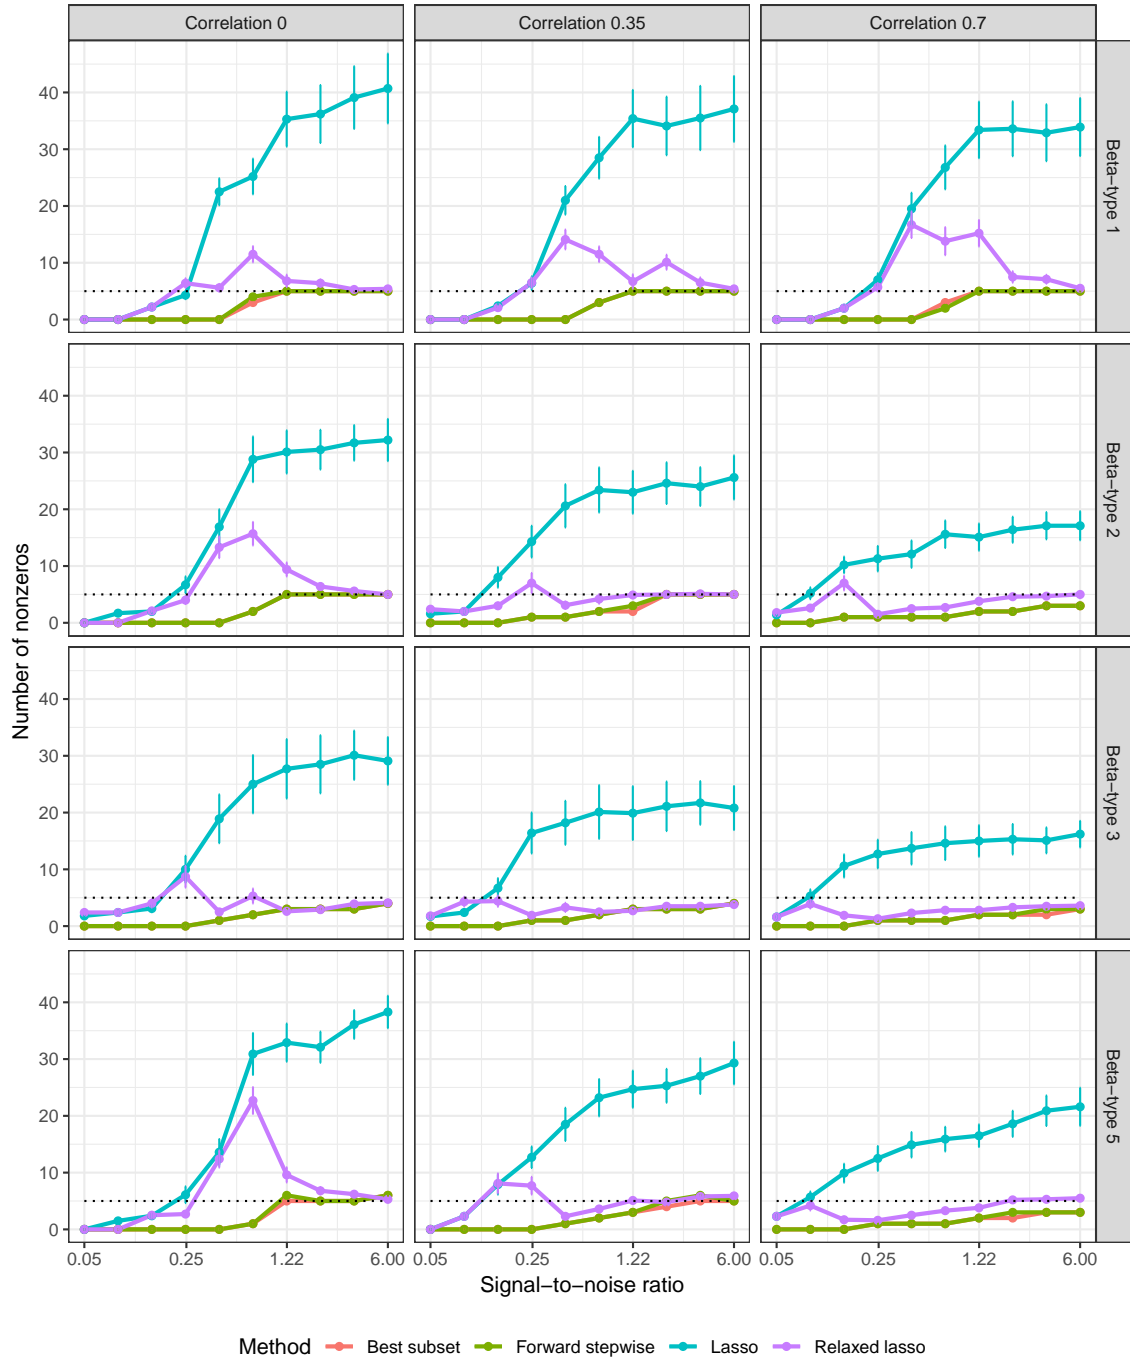 Correlation 0 Correlation 0.35 Correlation 0.7
Number of nonzeros
40
30
20
10
0
Beta−type 1
40
30
20
10
0
Beta−type 2
40
30
20
10
0
Beta−type 3
40
30
20
10
0
Beta−type 5
0.05 0.25 1.22 6.00 0.05 0.25 1.22 6.00 0.05 0.25 1.22 6.00
Signal−to−noise ratio
Method Best subset Forward stepwise Lasso Relaxed lasso